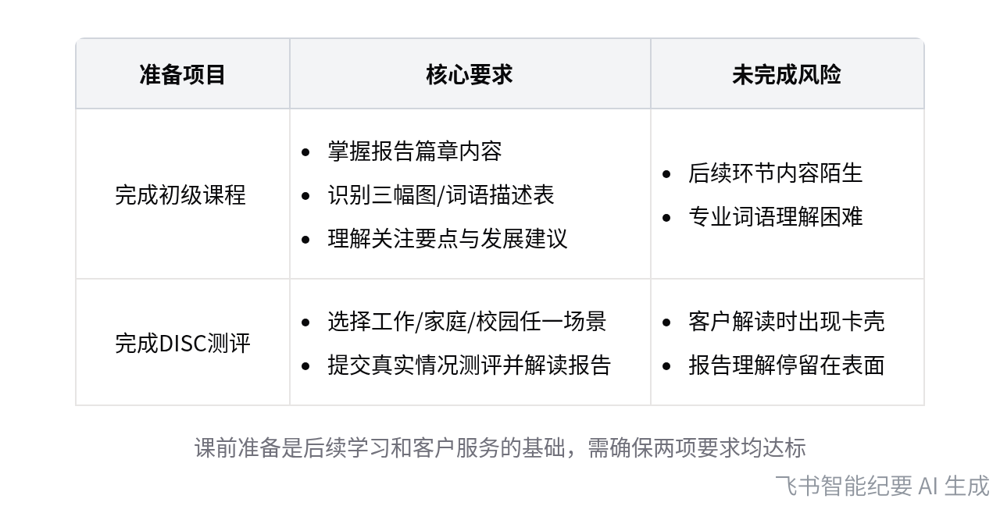 准备项目
核心要求
未完成风险
完成初级课程
• 掌握报告篇章内容
• 识别三幅图/词语描述表
• 理解关注要点与发展建议
• 后续环节内容陌生
• 专业词语理解困难
完成DISC测评
• 选择工作/家庭/校园任一场景
• 提交真实情况测评并解读报告
• 客户解读时出现卡壳
• 报告理解停留在表面
课前准备是后续学习和客户服务的基础，需确保两项要求均达标
飞书智能纪要 AI 生成